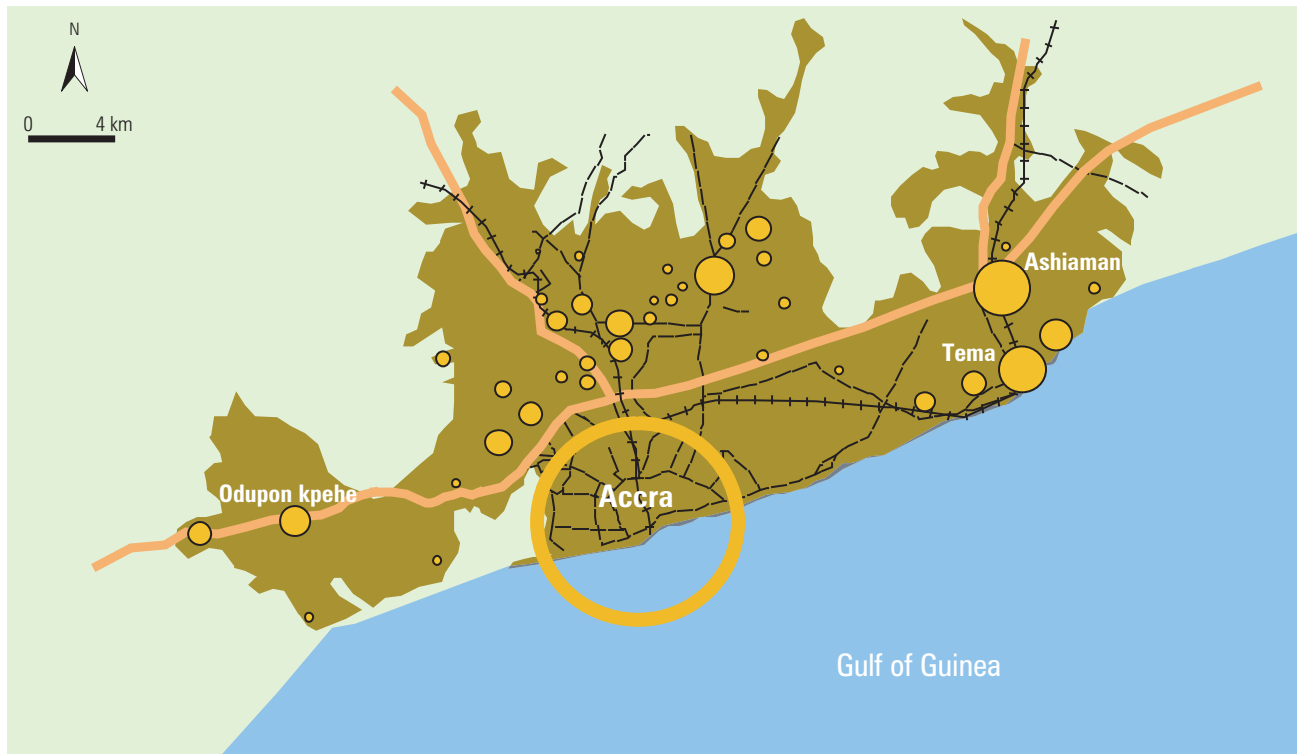 N
0 4 km
Ashiaman
Tema
Odupon kpehe
Accra
Gulf of Guinea